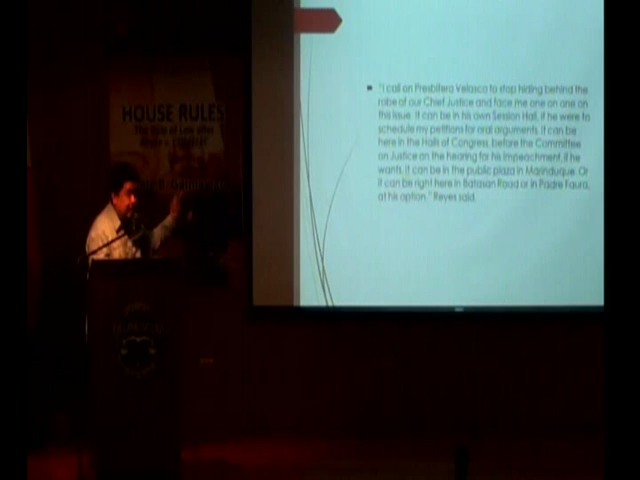 HOUSE RULES
"I call on Presbitero Velasco to stop hiding behind the
robe of our Chief Justice and face me one on one on
this issue. It can be in his own Session Hall, if he were to
schedule my petitions for oral arguments. It can be
here in the Halls of Congress, before the Committee
on Justice on the hearing for his impeachment, if he
wants. It can be in the public plaza in Marinduque. Or
it can be right here in Batasan Road or in Padre Faura,
at his option." Reyes said.